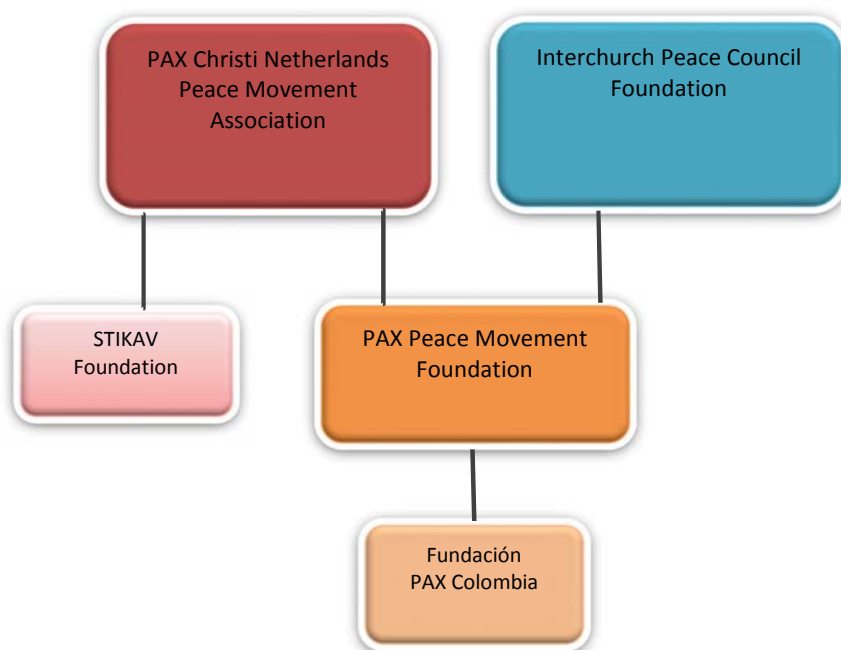 PAX Christi Netherlands
Peace Movement
Association
Interchurch Peace Council
Foundation
STIKAV
Foundation
PAX Peace Movement
Foundation
Fundación
PAX Colombia